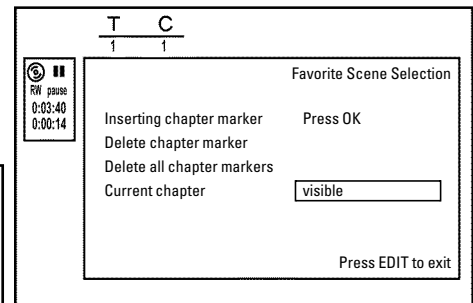 T C
1 1
RW pause
0:03:40
0:00:14
Favorite Scene Selection
Inserting chapter marker Press OK
Delete chapter marker
Delete all chapter markers
Current chapter visible
Press EDIT to exit